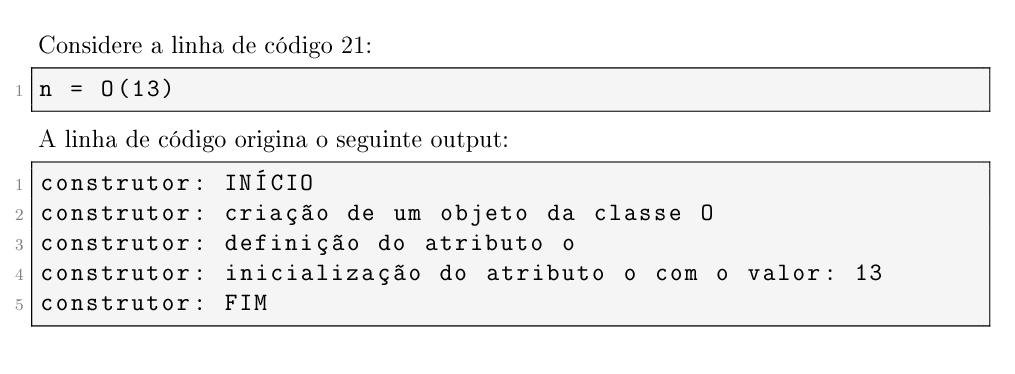 Considere a linha de código 21:
1 n = O(13)
A linha de código origina o seguinte output:
1 construtor: INÍCIO
2 construtor: criação de um objeto da classe O
3 construtor: definição do atributo o
4 construtor: inicialização do atributo o com o valor: 13
5 construtor: FIM